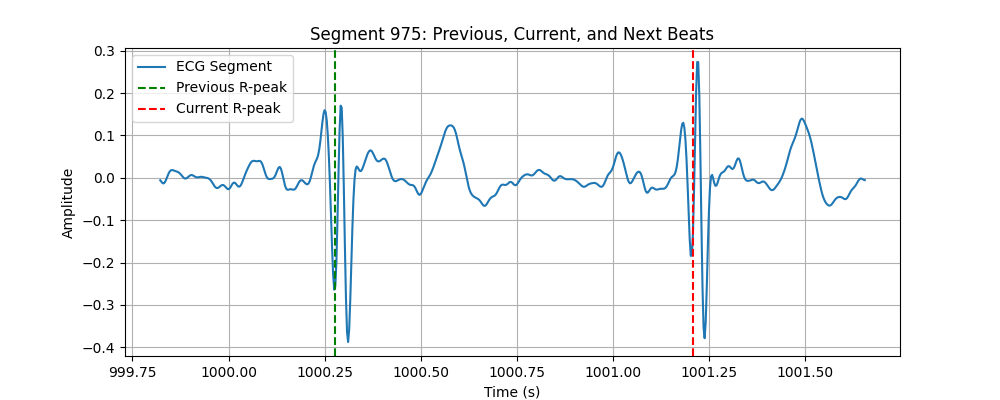 Segment 975: Previous, Current, and Next Beats
ECG Segment
Previous R-peak
Current R-peak
Amplitude
0.3
0.2
0.1
0.0
−0.1
−0.2
−0.3
−0.4
999.75 1000.00 1000.25 1000.50 1000.75 1001.00 1001.25 1001.50
Time (s)